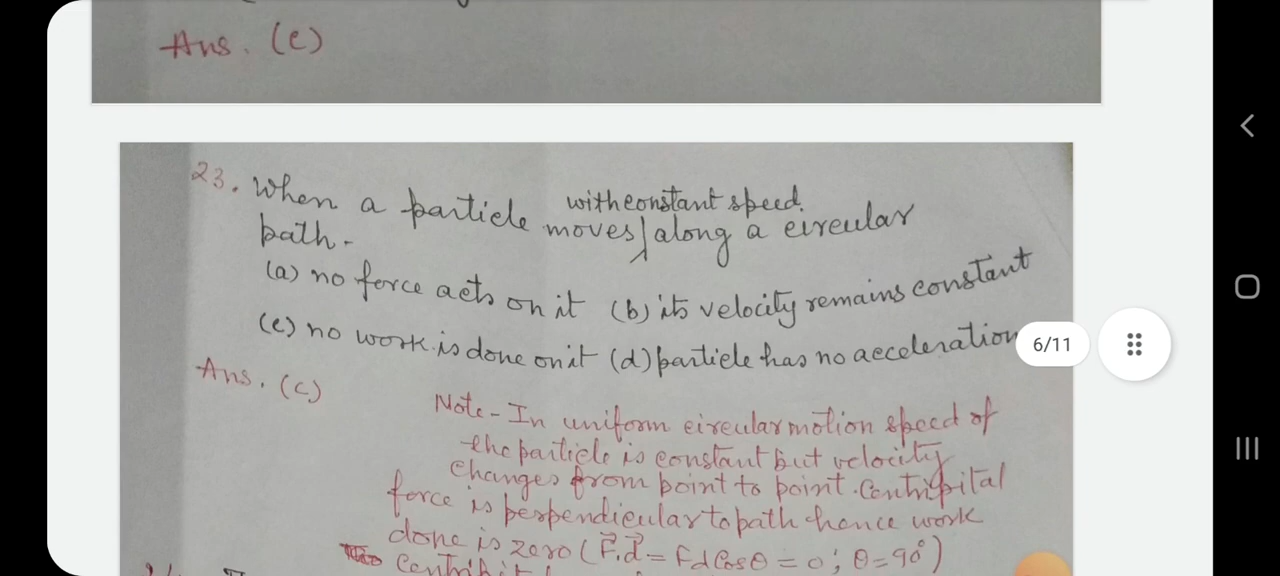 Ans. (c)
23. When a particle moves along a circular
with constant speed.
path-
(a) no force acts on it (b) its velocity remains constant
(c) no work is done on it (d) particle has no acceleration
6/11
Ans. (c)
Note - In uniform circular motion speed of
the particle is constant but velocity
changes from point to point. Centripital
force is perpendicular to path hence work
done is zero (F⃗.d⃗ = Fd Cosθ = 0; θ = 90°)